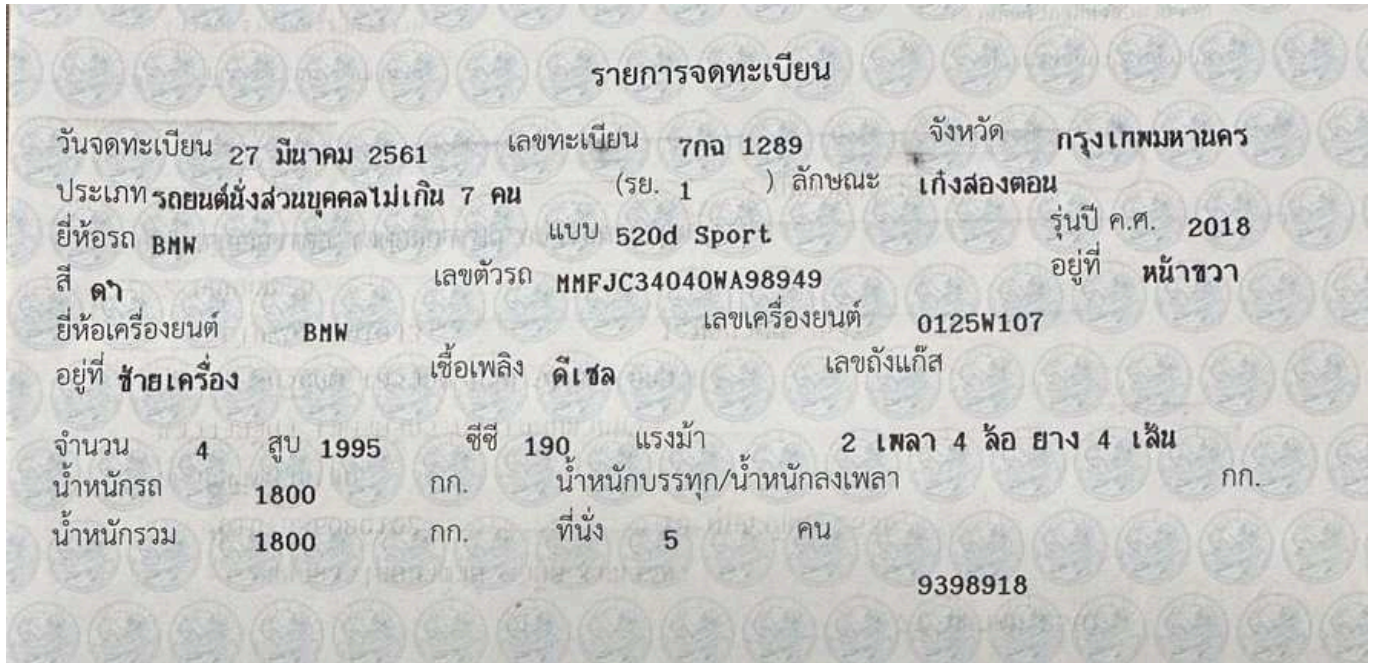 รายการจดทะเบียน
วันจดทะเบียน 27 มีนาคม 2561 เลขทะเบียน 7กฉ 1289 จังหวัด กรุงเทพมหานคร
ประเภท รถยนต์นั่งส่วนบุคคลไม่เกิน 7 คน (รย. 1 ) ลักษณะ เก๋งสองตอน
ยี่ห้อรถ BMW แบบ 520d Sport รุ่นปี ค.ศ. 2018
สี ดำ เลขตัวรถ MMFJC34040WA98949 อยู่ที่ หน้าขวา
ยี่ห้อเครื่องยนต์ BMW เลขเครื่องยนต์ 0125W107
อยู่ที่ ซ้ายเครื่อง เชื้อเพลิง ดีเซล เลขถังแก๊ส
จำนวน 4 สูบ 1995 ซีซี 190 แรงม้า 2 เพลา 4 ล้อ ยาง 4 เส้น
น้ำหนักรถ 1800 กก. น้ำหนักบรรทุก/น้ำหนักลงเพลา กก.
น้ำหนักรวม 1800 กก. ที่นั่ง 5 คน
9398918